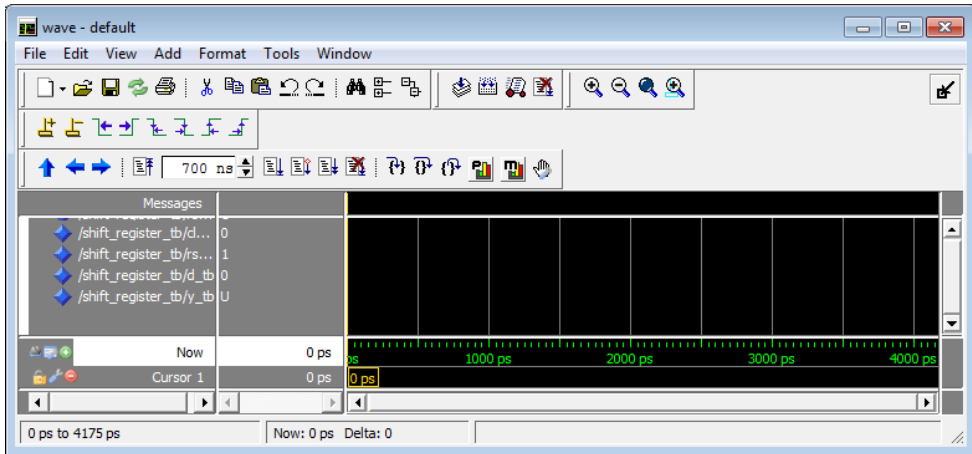 wave - default
File Edit View Add Format Tools Window
700 ns
Messages
/shift_register_tb/cl... 0
/shift_register_tb/rs... 1
/shift_register_tb/d_tb 0
/shift_register_tb/y_tb U
Now 0 ps
ps 1000 ps 2000 ps 3000 ps 4000 ps
Cursor 1 0 ps 0 ps
0 ps to 4175 ps Now: 0 ps Delta: 0